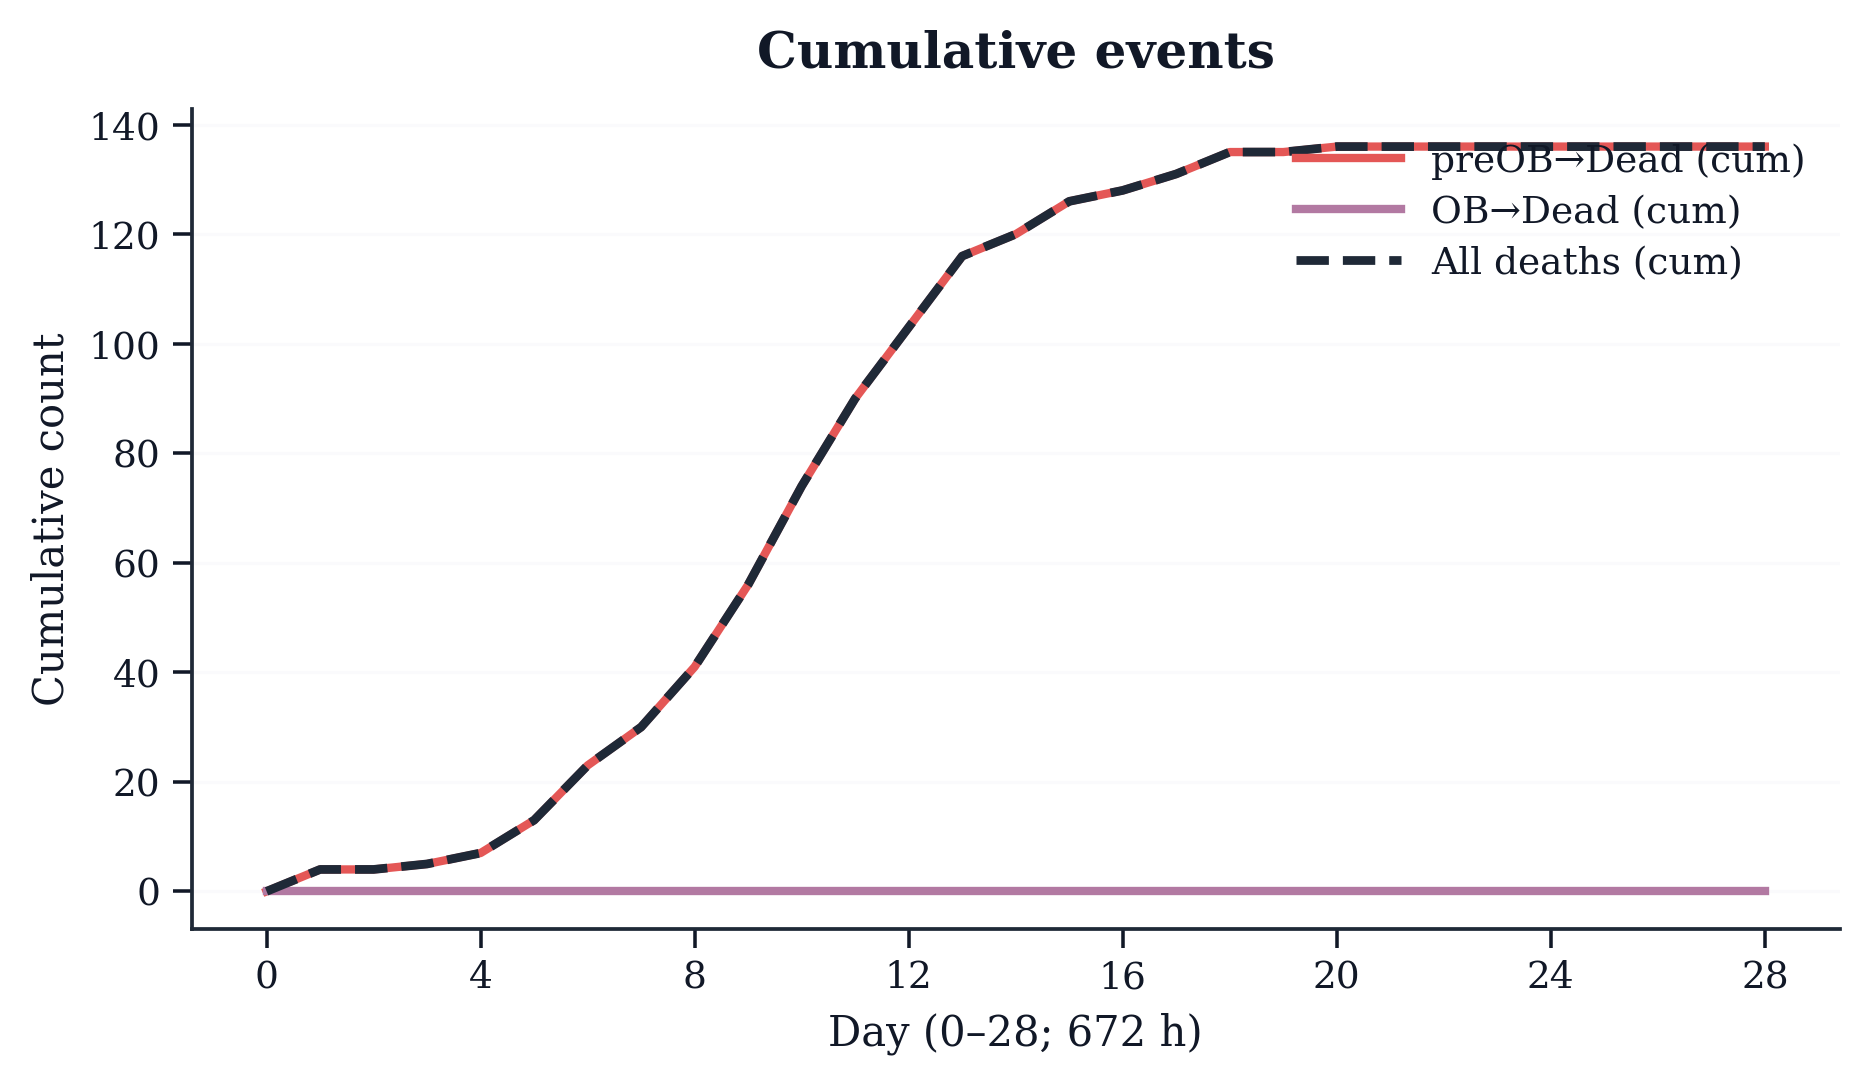 Cumulative events
140
120
100
80
60
40
20
0
Cumulative count
preOB→Dead (cum)
OB→Dead (cum)
All deaths (cum)
0 4 8 12 16 20 24 28
Day (0–28; 672 h)